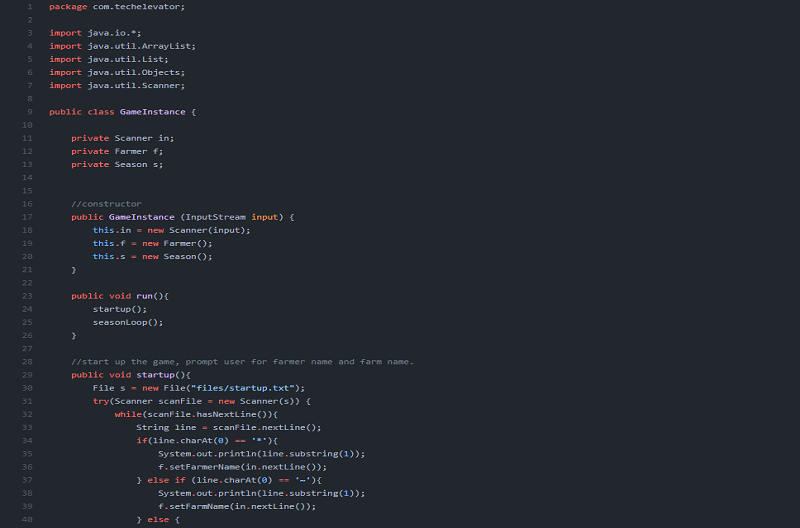 1 package com.techelevator;
2
3 import java.io.*;
4 import java.util.ArrayList;
5 import java.util.List;
6 import java.util.Objects;
7 import java.util.Scanner;
8
9 public class GameInstance {
10
11 private Scanner in;
12 private Farmer f;
13 private Season s;
14
15
16 //constructor
17 public GameInstance (InputStream input) {
18 this.in = new Scanner(input);
19 this.f = new Farmer();
20 this.s = new Season();
21 }
22
23 public void run(){
24 startup();
25 seasonLoop();
26 }
27
28 //start up the game, prompt user for farmer name and farm name.
29 public void startup(){
30 File s = new File("files/startup.txt");
31 try(Scanner scanFile = new Scanner(s)) {
32 while(scanFile.hasNextLine()){
33 String line = scanFile.nextLine();
34 if(line.charAt(0) == '*'){
35 System.out.println(line.substring(1));
36 f.setFarmerName(in.nextLine());
37 } else if (line.charAt(0) == '~'){
38 System.out.println(line.substring(1));
39 f.setFarmName(in.nextLine());
40 } else {